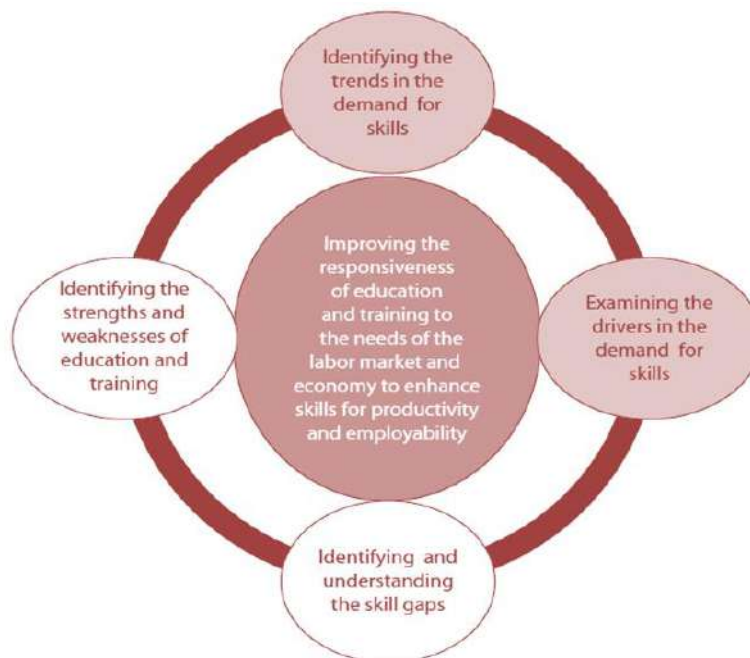 Identifying the
trends in the
demand for
skills
Identifying the
strengths and
weaknesses of
education and
training
Improving the
responsiveness
of education
and training to
the needs of the
labor market and
economy to enhance
skills for productivity
and employability
Examining the
drivers in the
demand for
skills
Identifying and
understanding
the skill gaps